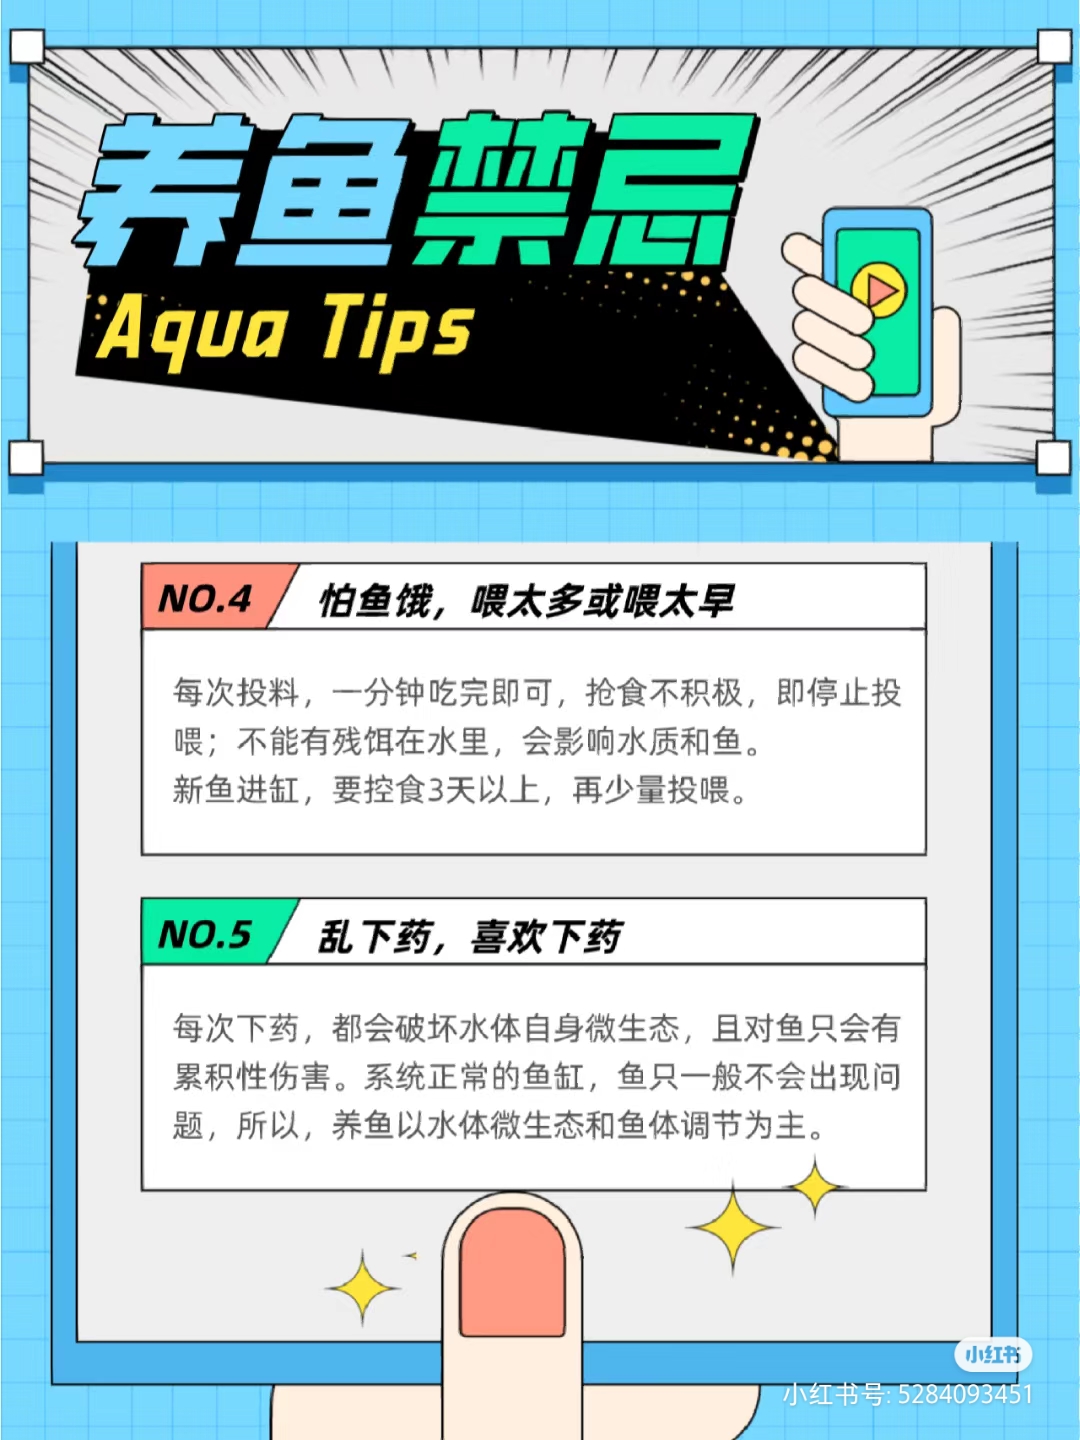 养鱼禁忌
Aqua Tips
NO.4 怕鱼饿，喂太多或喂太早
每次投料，一分钟吃完即可，抢食不积极，即停止投
喂；不能有残饵在水里，会影响水质和鱼。
新鱼进缸，要控食3天以上，再少量投喂。
NO.5 乱下药，喜欢下药
每次下药，都会破坏水体自身微生态，且对鱼只会有
累积性伤害。系统正常的鱼缸，鱼只一般不会出现问
题，所以，养鱼以水体微生态和鱼体调节为主。
小红书
小红书号: 5284093451